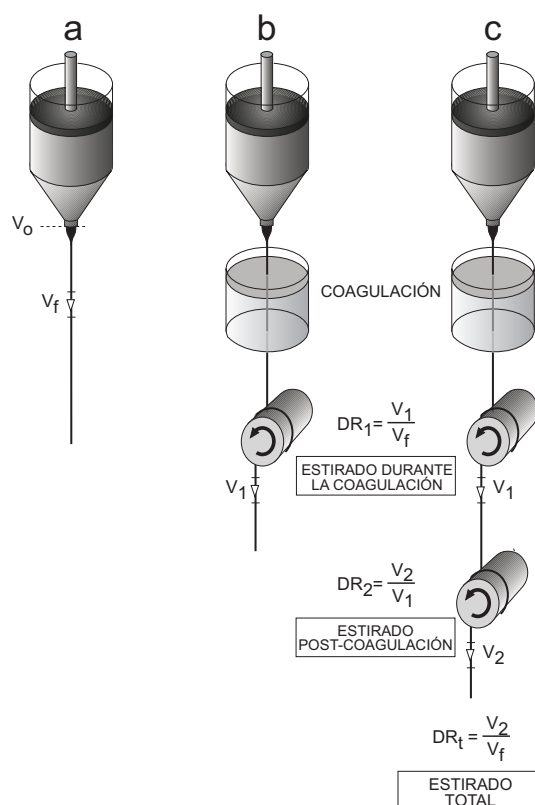 a
b
c
Vo
Vf
COAGULACIÓN
DR1= V1
Vf
ESTIRADO DURANTE
LA COAGULACIÓN
V1
V1
DR2= V2
V1
ESTIRADO
POST-COAGULACIÓN
V2
DRt = V2
Vf
ESTIRADO
TOTAL